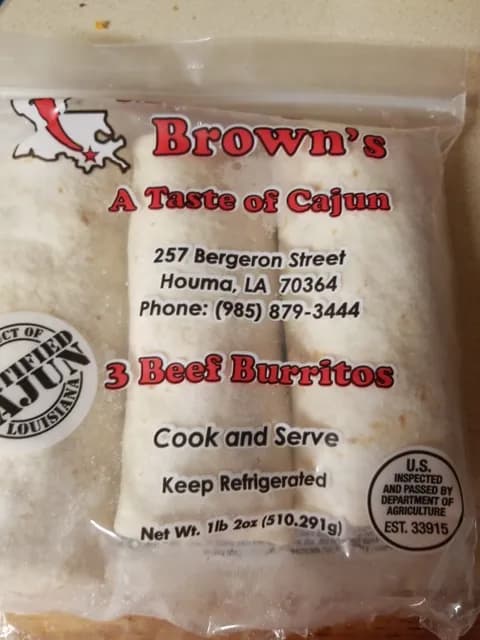 Brown's
A Taste of Cajun
257 Bergeron Street
Houma, LA 70364
Phone: (985) 879-3444
CT OF
TIFIED
AJUN
LOUISIANA
3 Beef Burritos
Cook and Serve
Keep Refrigerated
Net Wt. 1lb 2oz (510.291g)
U.S.
INSPECTED
AND PASSED BY
DEPARTMENT OF
AGRICULTURE
EST. 33915